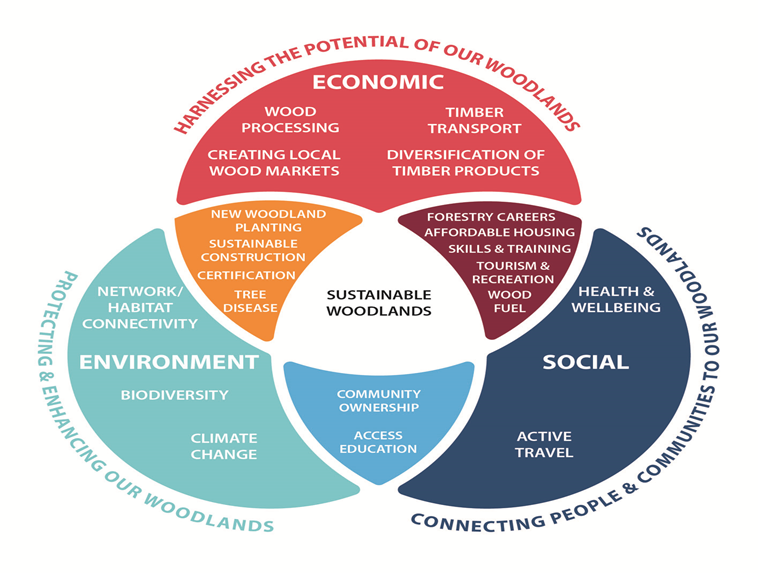 HARNESSING THE POTENTIAL OF OUR WOODLANDS
ECONOMIC
WOOD
PROCESSING
TIMBER
TRANSPORT
CREATING LOCAL
WOOD MARKETS
DIVERSIFICATION OF
TIMBER PRODUCTS
NEW WOODLAND
PLANTING
SUSTAINABLE
CONSTRUCTION
CERTIFICATION
TREE
DISEASE
FORESTRY CAREERS
AFFORDABLE HOUSING
SKILLS & TRAINING
TOURISM &
RECREATION
WOOD
FUEL
SUSTAINABLE
WOODLANDS
PROTECTING & ENHANCING OUR WOODLANDS
NETWORK/
HABITAT
CONNECTIVITY
ENVIRONMENT
BIODIVERSITY
CLIMATE
CHANGE
COMMUNITY
OWNERSHIP
ACCESS
EDUCATION
HEALTH &
WELLBEING
SOCIAL
ACTIVE
TRAVEL
CONNECTING PEOPLE & COMMUNITIES TO OUR WOODLANDS